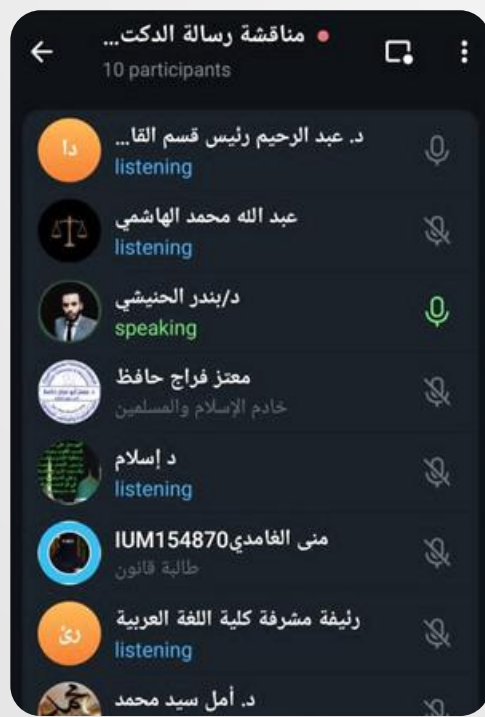 مناقشة رسالة الدكت...
10 participants
دا
د. عبد الرحيم رئيس قسم القا...
listening
عبد الله محمد الهاشمي
listening
د/بندر الحنيشي
speaking
معتز فراج حافظ
خادم الإسلام والمسلمين
د إسلام
listening
منى الغامديIUM154870
طالبة قانون
رئ
رئيفة مشرفة كلية اللغة العربية
listening
د. أمل سيد محمد